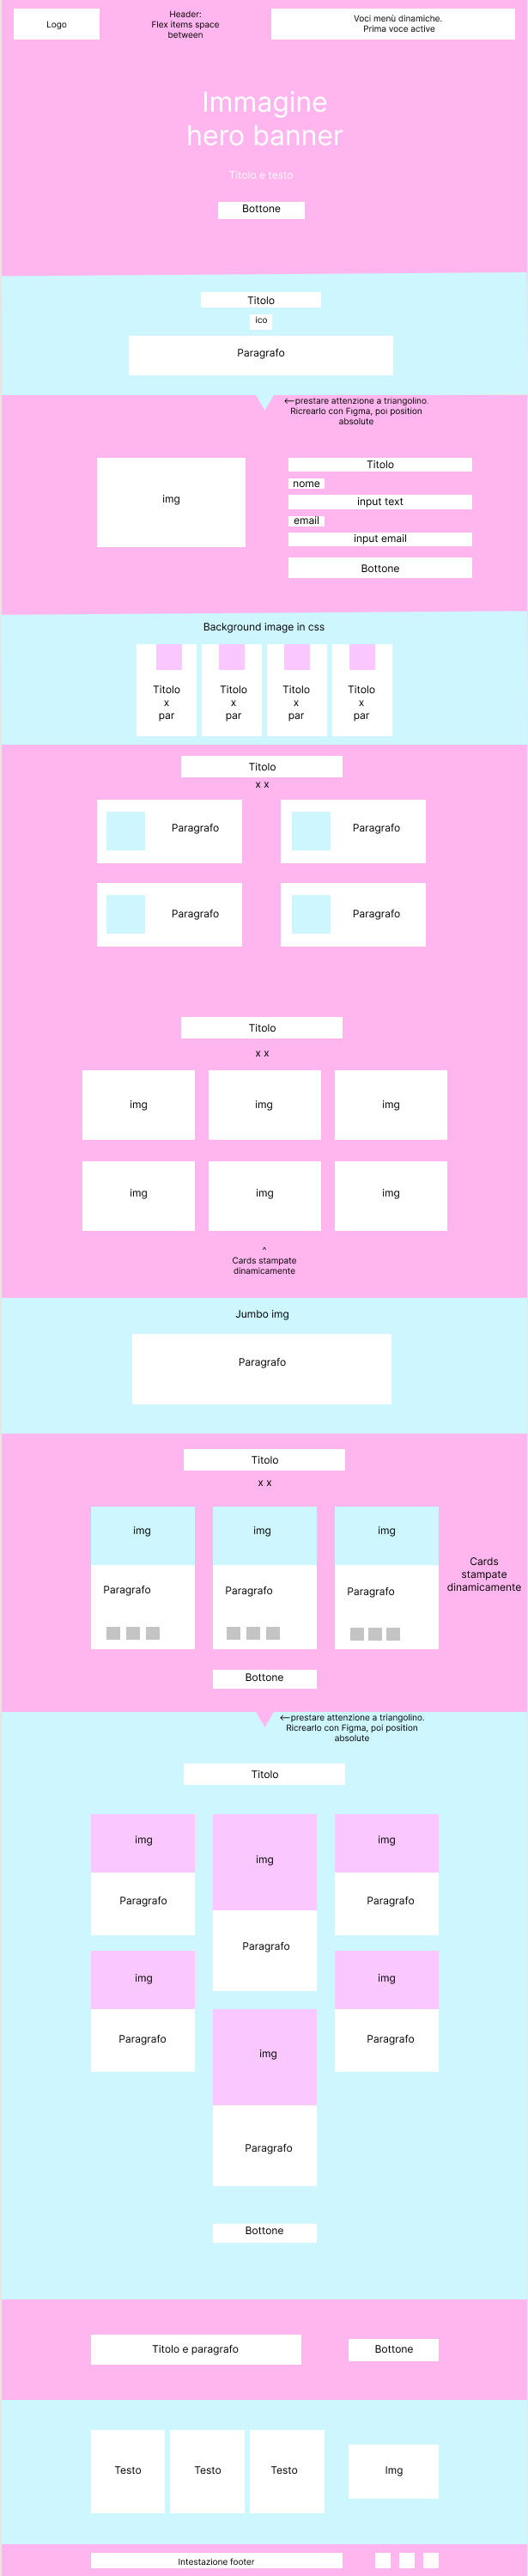 Logo
Header:
Flex items space
between
Voci menù dinamiche.
Prima voce active
Immagine
hero banner
Titolo e testo
Bottone
Titolo
ico
Paragrafo
<--prestare attenzione a triangolino.
Ricrearlo con Figma, poi position
absolute
img
Titolo
nome
input text
email
input email
Bottone
Background image in css
Titolo
x
par
Titolo
x
par
Titolo
x
par
Titolo
x
par
Titolo
x x
Paragrafo
Paragrafo
Paragrafo
Paragrafo
Titolo
x x
img
img
img
img
img
img
^
Cards stampate
dinamicamente
Jumbo img
Paragrafo
Titolo
x x
img
img
img
Paragrafo
Paragrafo
Paragrafo
Cards
stampate
dinamicamente
Bottone
<--prestare attenzione a triangolino.
Ricrearlo con Figma, poi position
absolute
Titolo
img
img
img
Paragrafo
Paragrafo
Paragrafo
img
img
Paragrafo
Paragrafo
img
Paragrafo
Bottone
Titolo e paragrafo
Bottone
Testo
Testo
Testo
Img
Intestazione footer